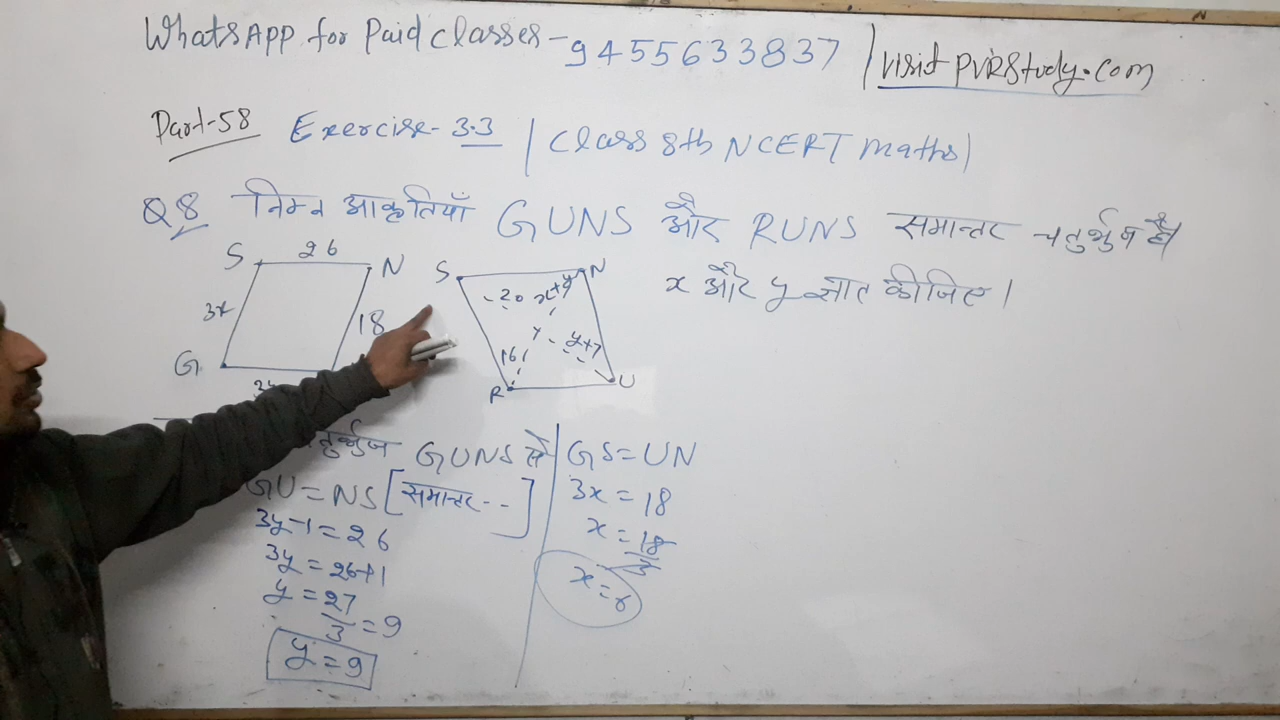 WhatsApp for Paid Classes - 9455633837 / visit PVRStudy.com
Part-58 Exercise-3.3 / Class 8th NCERT maths)
Q8 निम्न आकृतियाँ GUNS और RUNS समान्तर चतुर्भुज है।
x और y ज्ञात कीजिए।
S 26 N
3x 18
G
S N
20 x+y
16 y+7
R U
GUNS से
GU = NS [समान्तर - - ]
3y-1 = 26
3y = 26+1
y = 27/3 = 9
y = 9
GS = UN
3x = 18
x = 18/3
x = 6